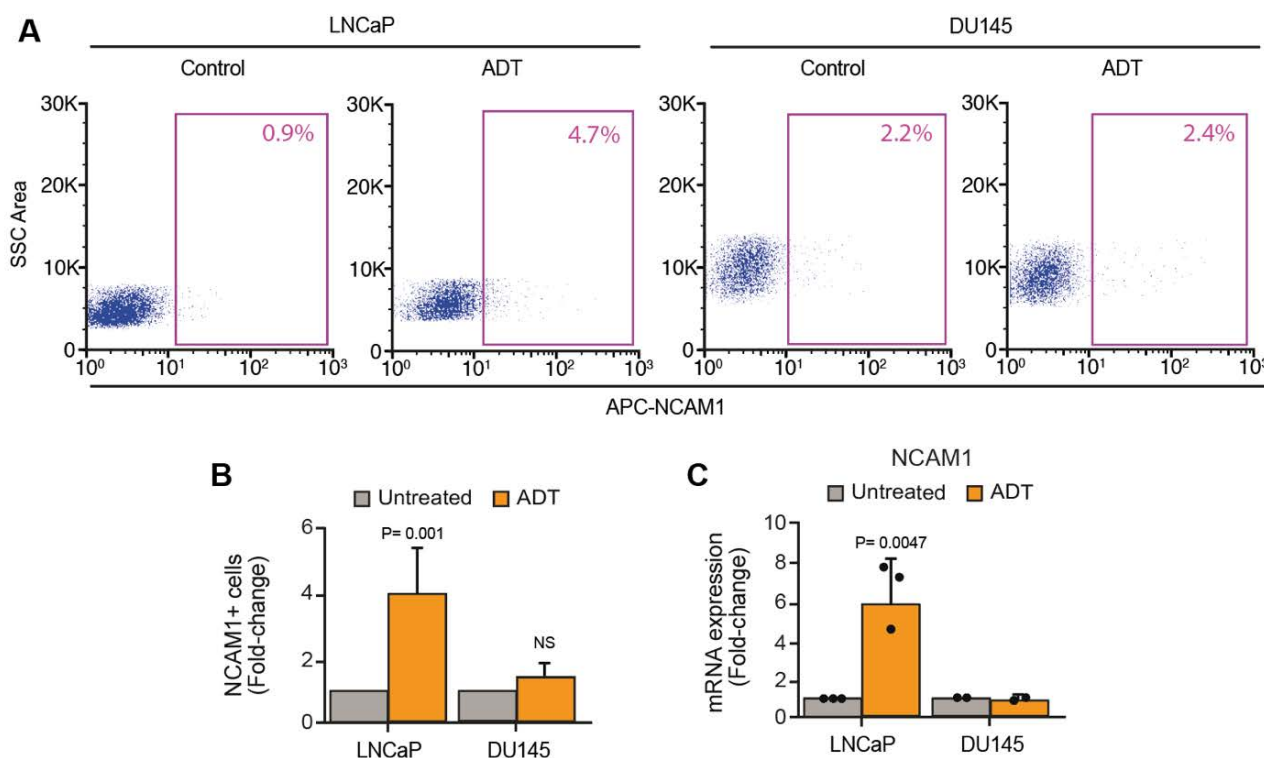 A
LNCaP
DU145
Control
ADT
Control
ADT
30K
20K
10K
0
SSC Area
0.9%
10⁰ 10¹ 10² 10³
30K
20K
10K
0
4.7%
10⁰ 10¹ 10² 10³
30K
20K
10K
0
2.2%
10⁰ 10¹ 10² 10³
30K
20K
10K
0
2.4%
10⁰ 10¹ 10² 10³
APC-NCAM1
B
Untreated ADT
NCAM1+ cells
(Fold-change)
6
4
2
0
P= 0.001
NS
LNCaP DU145
C
NCAM1
Untreated ADT
mRNA expression
(Fold-change)
10
8
6
4
2
0
P= 0.0047
LNCaP DU145